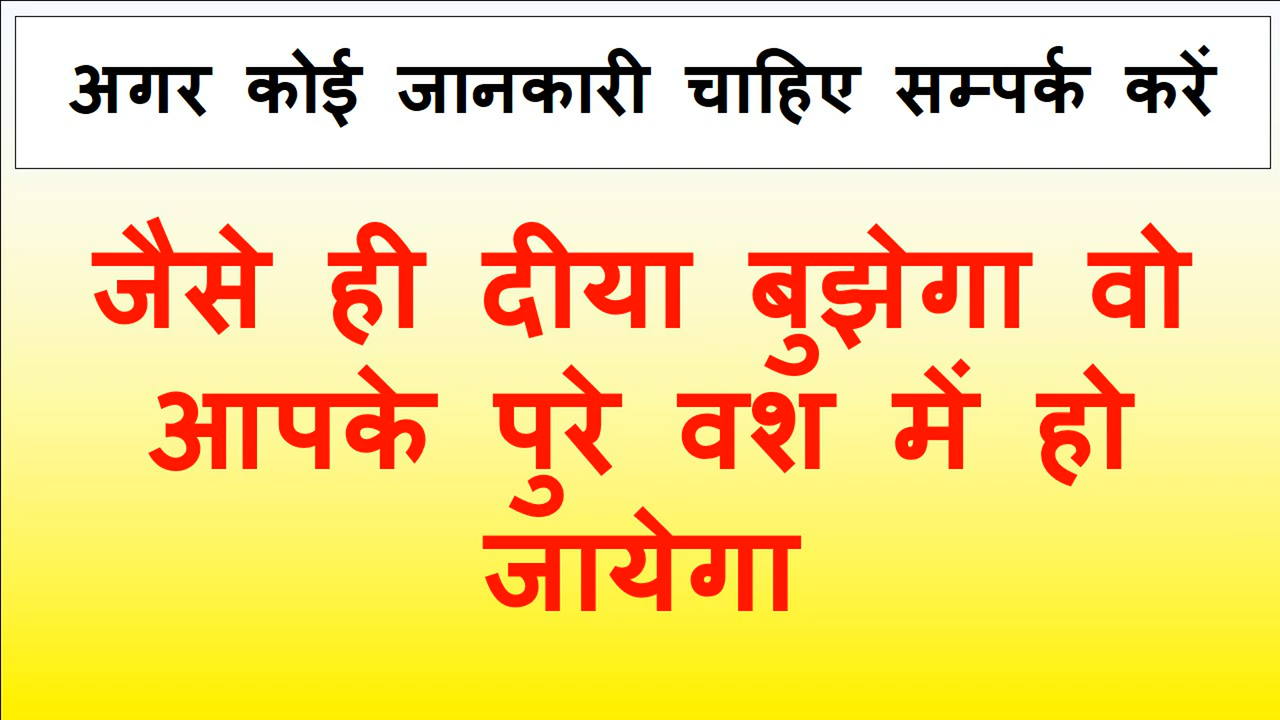 अगर कोई जानकारी चाहिए सम्पर्क करें
जैसे ही दीया बुझेगा वो
आपके पुरे वश में हो
जायेगा